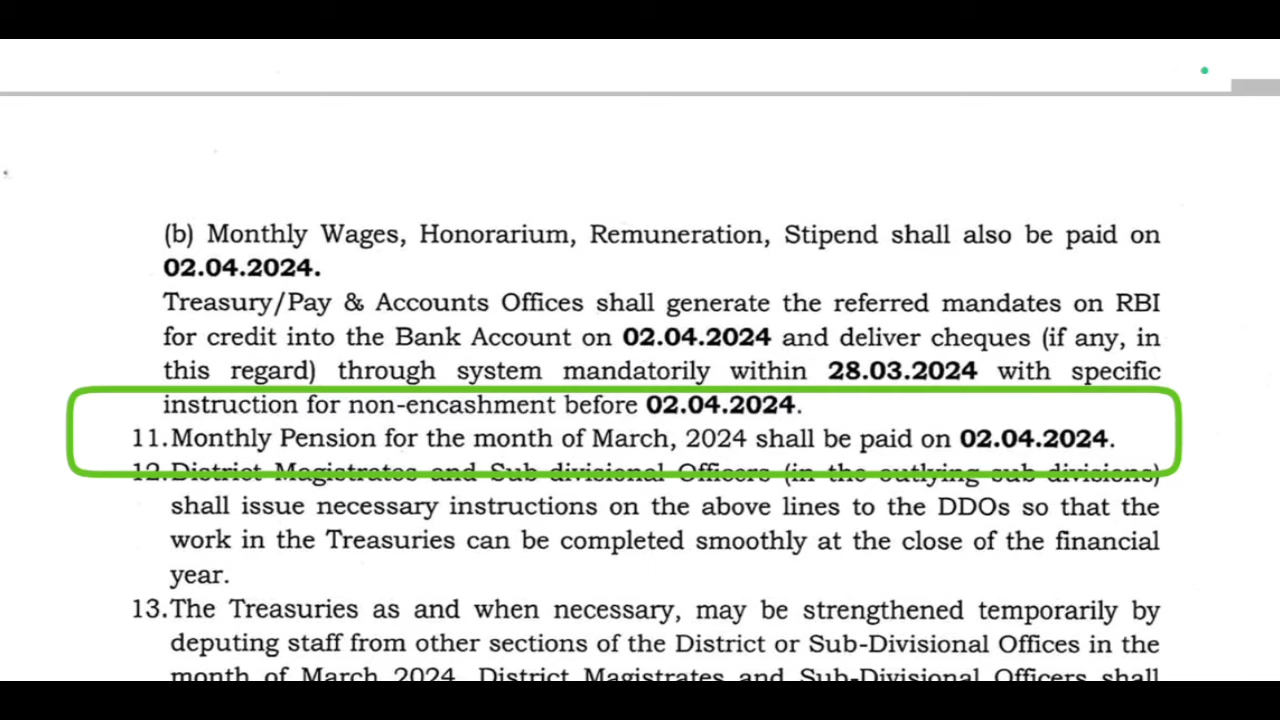 (b) Monthly Wages, Honorarium, Remuneration, Stipend shall also be paid on
02.04.2024.
Treasury/Pay & Accounts Offices shall generate the referred mandates on RBI
for credit into the Bank Account on 02.04.2024 and deliver cheques (if any, in
this regard) through system mandatorily within 28.03.2024 with specific
instruction for non-encashment before 02.04.2024.
11.Monthly Pension for the month of March, 2024 shall be paid on 02.04.2024.
12.District Magistrates and Sub-divisional Officers (in the outlying sub-divisions)
shall issue necessary instructions on the above lines to the DDOs so that the
work in the Treasuries can be completed smoothly at the close of the financial
year.
13.The Treasuries as and when necessary, may be strengthened temporarily by
deputing staff from other sections of the District or Sub-Divisional Offices in the
month of March 2024. District Magistrates and Sub-Divisional Officers shall